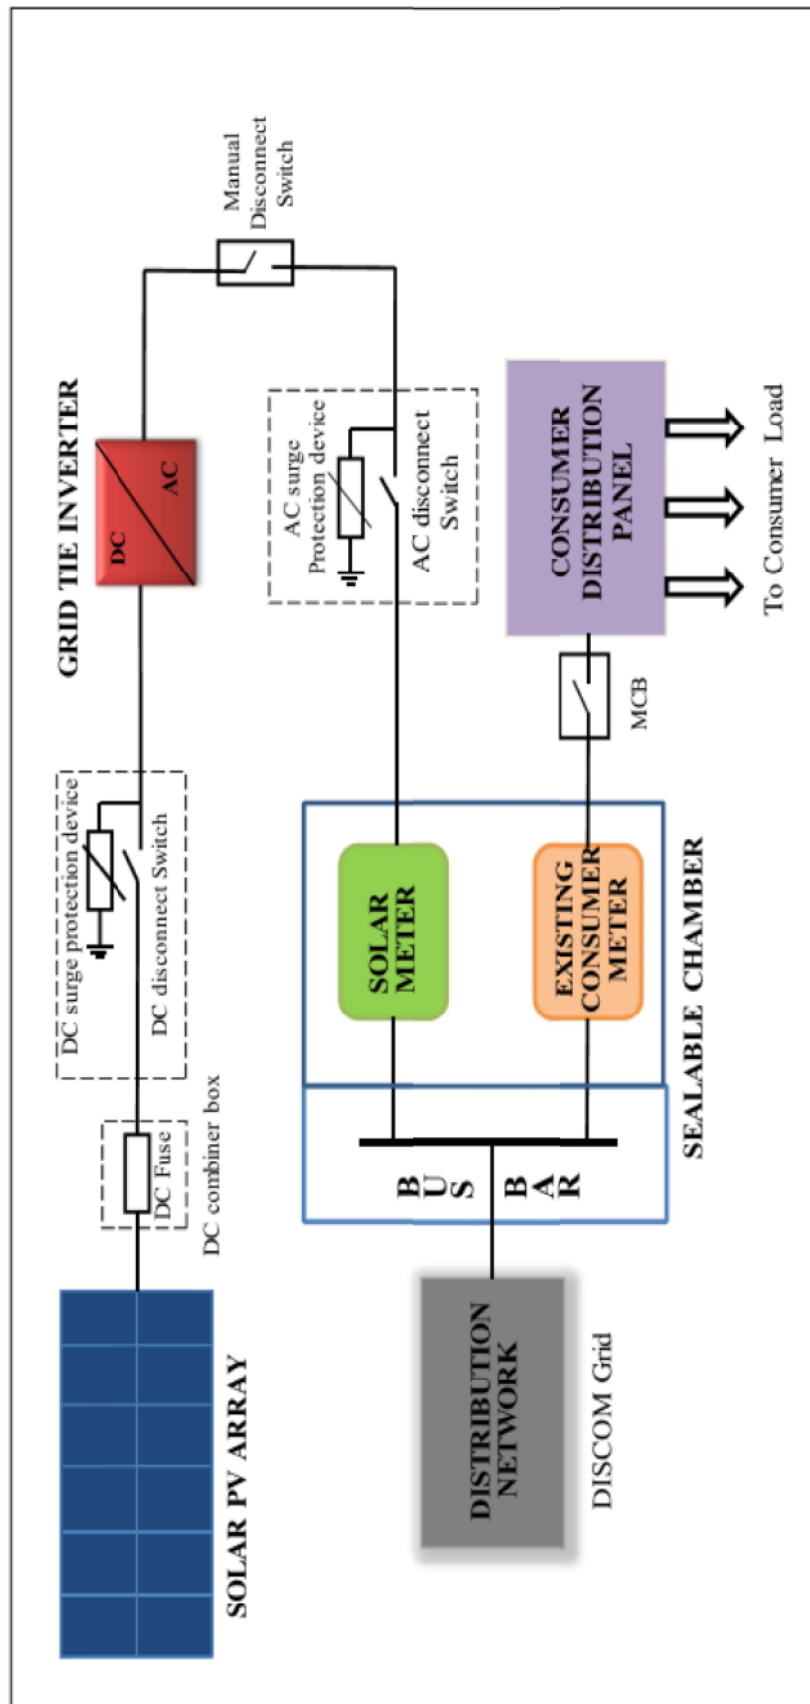 GRID TIE INVERTER
DC
AC
Manual
Disconnect
Switch
DC surge protection device
DC disconnect Switch
DC Fuse
DC combiner box
SOLAR PV ARRAY
AC surge
Protection device
AC disconnect
Switch
SOLAR
METER
EXISTING
CONSUMER
METER
MCB
CONSUMER
DISTRIBUTION
PANEL
To Consumer Load
SEALABLE CHAMBER
BUS
BAR
DISTRIBUTION
NETWORK
DISCOM Grid